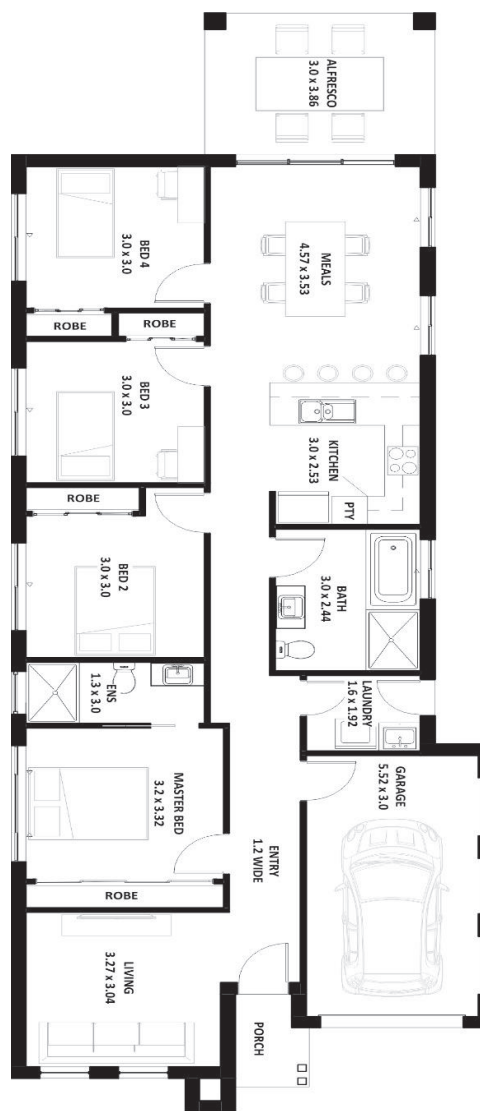 ALFRESCO
3.0 x 3.86
BED 4
3.0 x 3.0
MEALS
4.57 x 3.53
ROBE
ROBE
BED 3
3.0 x 3.0
KITCHEN
3.0 x 2.53
PTY
ROBE
BED 2
3.0 x 3.0
BATH
3.0 x 2.44
ENS
1.3 x 3.0
LAUNDRY
1.6 x 1.92
MASTER BED
3.2 x 3.32
GARAGE
5.52 x 3.0
ENTRY
1.2 WIDE
ROBE
LIVING
3.27 x 3.04
PORCH